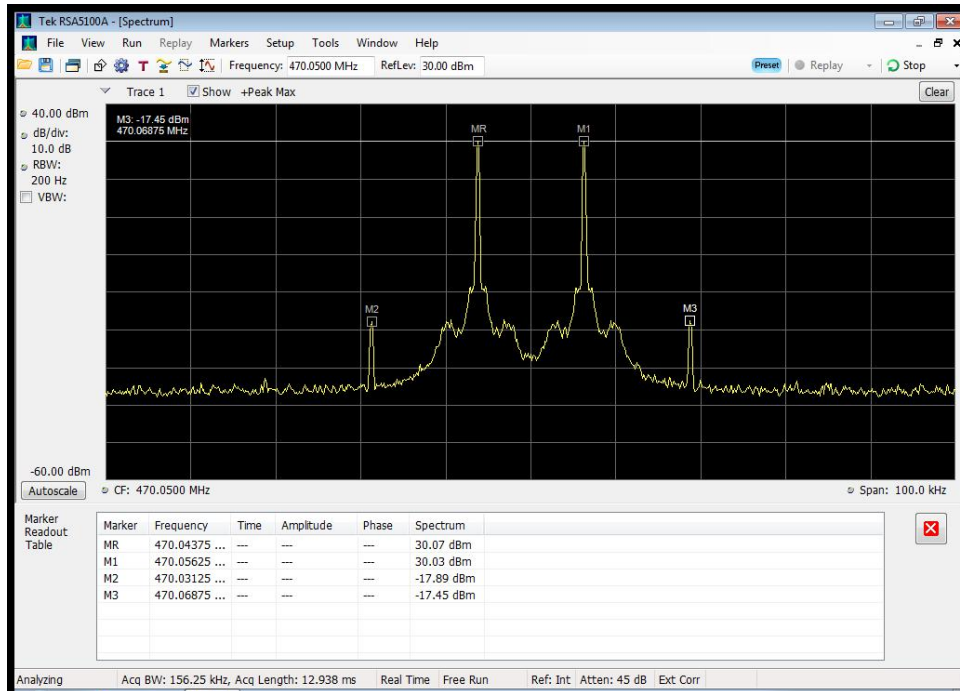 Tek RSA5100A - [Spectrum]
File View Run Replay Markers Setup Tools Window Help
T Frequency: 470.0500 MHz RefLev: 30.00 dBm Preset Replay Stop
Trace 1 Show +Peak Max Clear
40.00 dBm
dB/div:
10.0 dB
RBW:
200 Hz
VBW:
M3: -17.45 dBm
470.06875 MHz
MR M1
M2 M3
-60.00 dBm
Autoscale CF: 470.0500 MHz Span: 100.0 kHz
Marker
Readout
Table
Marker Frequency Time Amplitude Phase Spectrum
MR 470.04375 ... --- --- --- 30.07 dBm
M1 470.05625 ... --- --- --- 30.03 dBm
M2 470.03125 ... --- --- --- -17.89 dBm
M3 470.06875 ... --- --- --- -17.45 dBm
Analyzing Acq BW: 156.25 kHz, Acq Length: 12.938 ms Real Time Free Run Ref: Int Atten: 45 dB Ext Corr